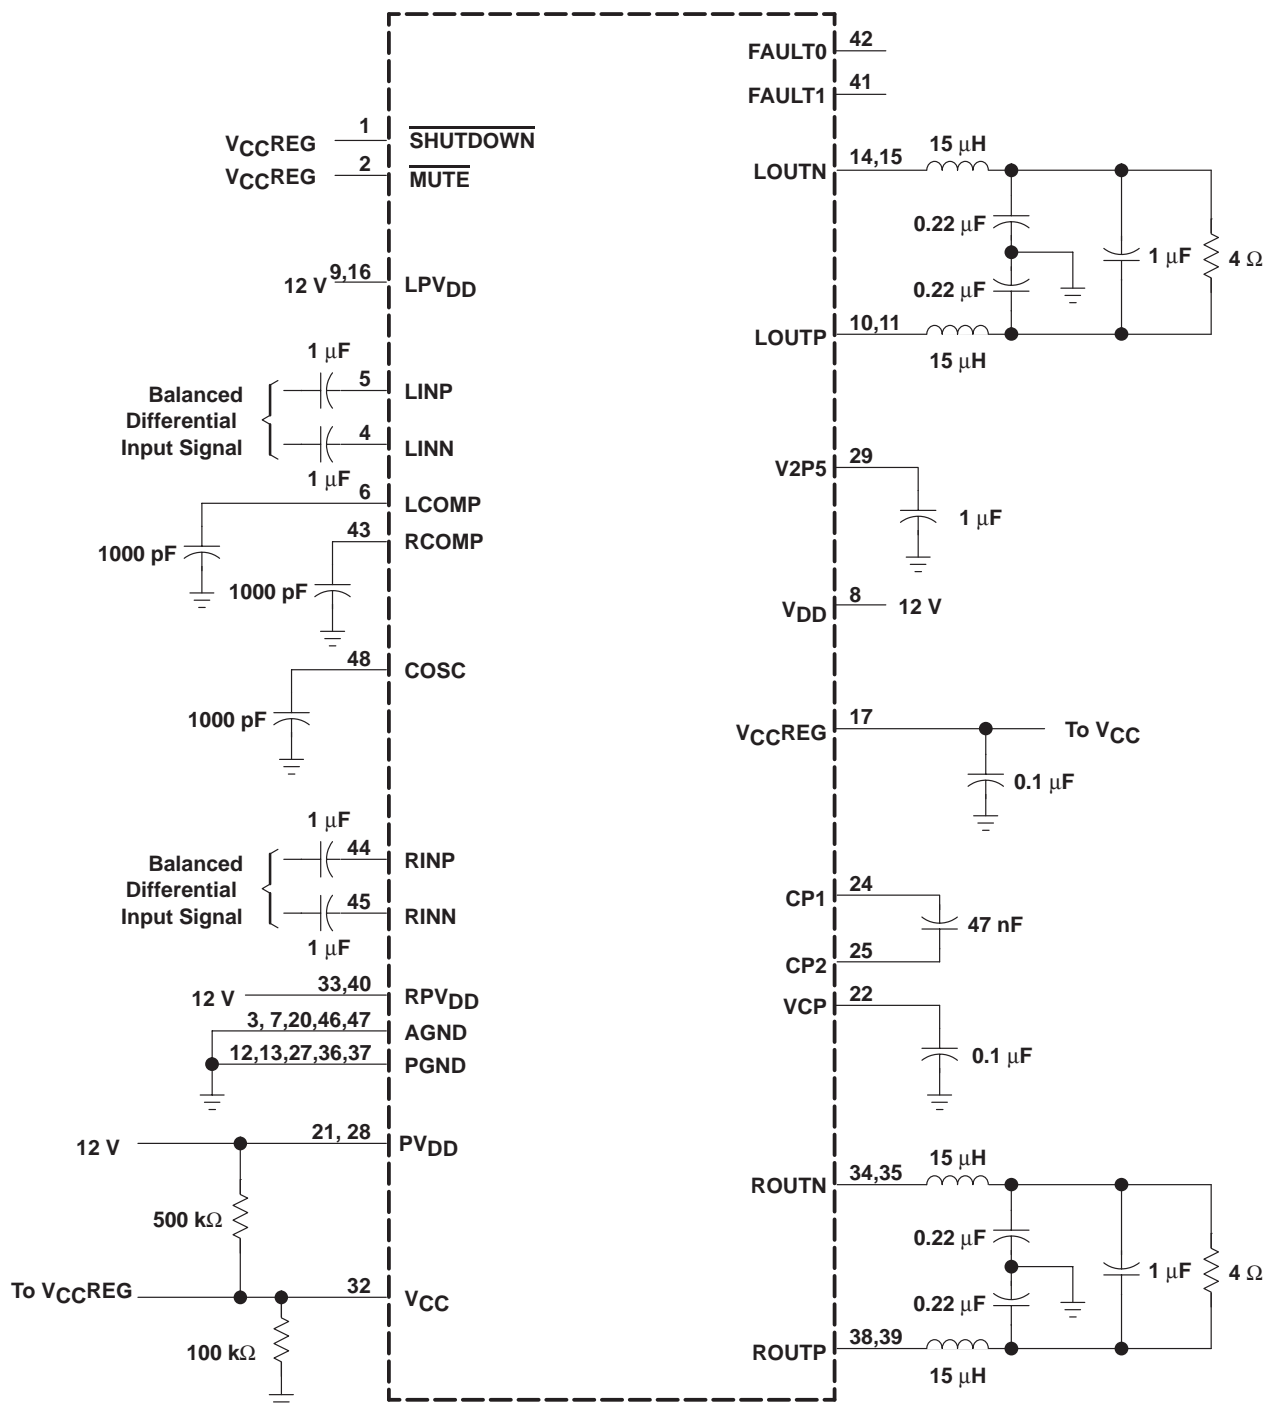 FAULT0 42
FAULT1 41
VCCREG 1 SHUTDOWN
VCCREG 2 MUTE
LOUTN 14,15 15 μH
0.22 μF
0.22 μF
1 μF
4 Ω
LOUTP 10,11 15 μH
12 V 9,16 LPVDD
1 μF
Balanced
Differential
Input Signal
5 LINP
4 LINN
1 μF
6 LCOMP
1000 pF
43 RCOMP
1000 pF
V2P5 29
1 μF
VDD 8 12 V
48 COSC
1000 pF
VCCREG 17 To VCC
0.1 μF
1 μF
Balanced
Differential
Input Signal
44 RINP
45 RINN
1 μF
CP1 24
47 nF
CP2 25
VCP 22
0.1 μF
12 V 33,40 RPVDD
3, 7,20,46,47 AGND
12,13,27,36,37 PGND
12 V 21, 28 PVDD
500 kΩ
To VCCREG 32 VCC
100 kΩ
ROUTN 34,35 15 μH
0.22 μF
0.22 μF
1 μF
4 Ω
ROUTP 38,39 15 μH